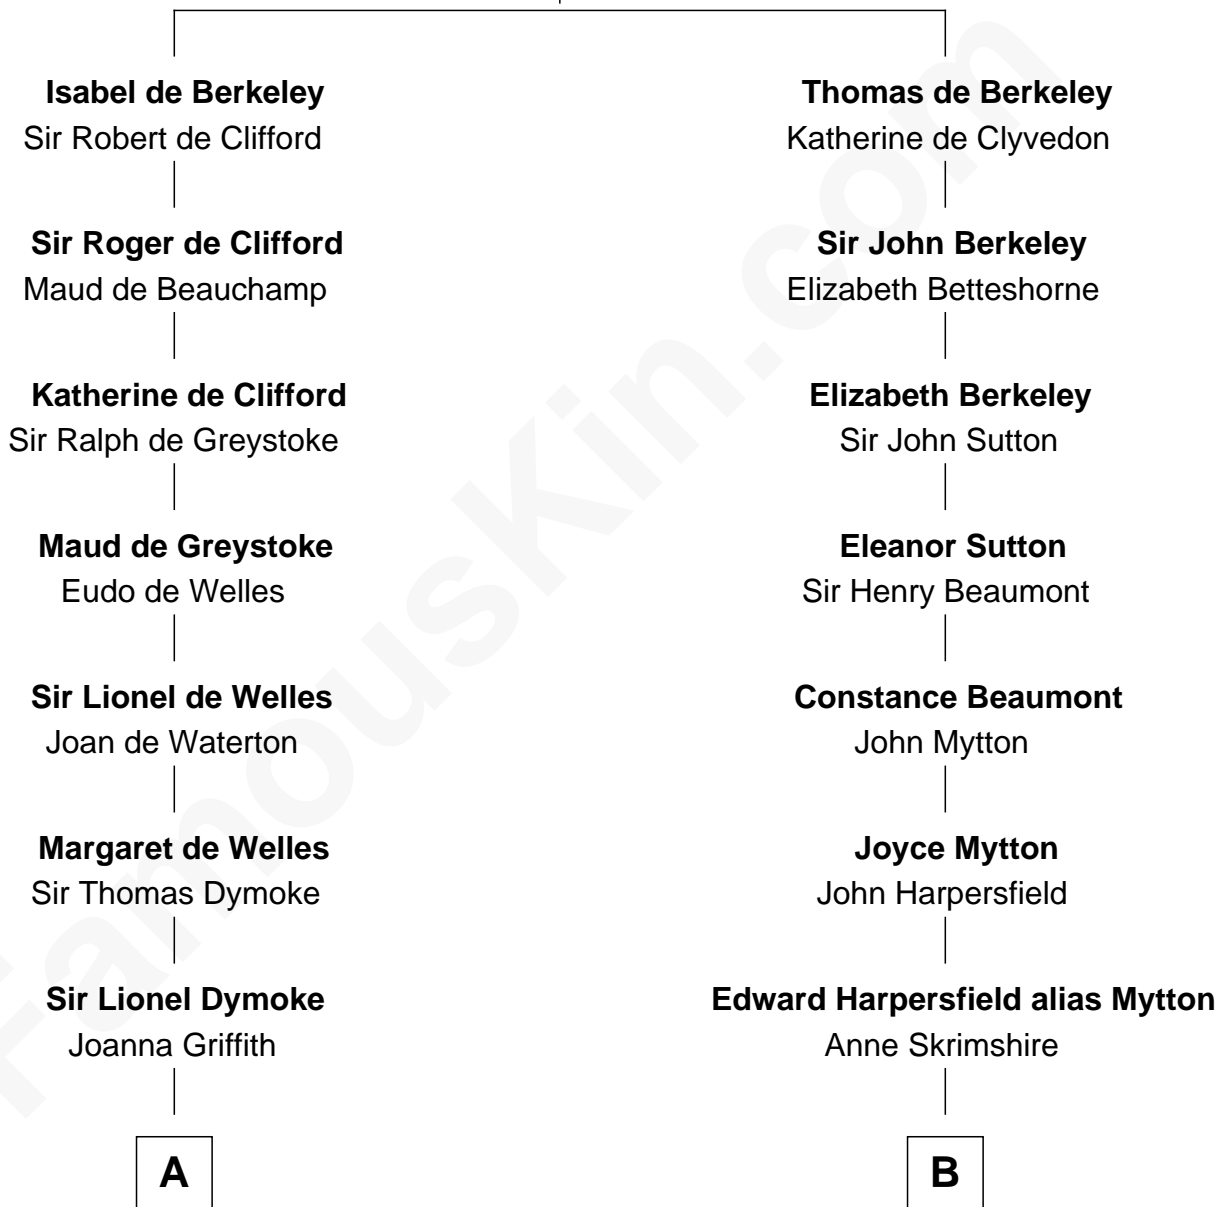 Isabel de Berkeley
Sir Robert de Clifford
Sir Roger de Clifford
Maud de Beauchamp
Katherine de Clifford
Sir Ralph de Greystoke
Maud de Greystoke
Eudo de Welles
Sir Lionel de Welles
Joan de Waterton
Margaret de Welles
Sir Thomas Dymoke
Sir Lionel Dymoke
Joanna Griffith
A
Thomas de Berkeley
Katherine de Clyvedon
Sir John Berkeley
Elizabeth Betteshorne
Elizabeth Berkeley
Sir John Sutton
Eleanor Sutton
Sir Henry Beaumont
Constance Beaumont
John Mytton
Joyce Mytton
John Harpersfield
Edward Harpersfield alias Mytton
Anne Skrimshire
B
FamousKin.com